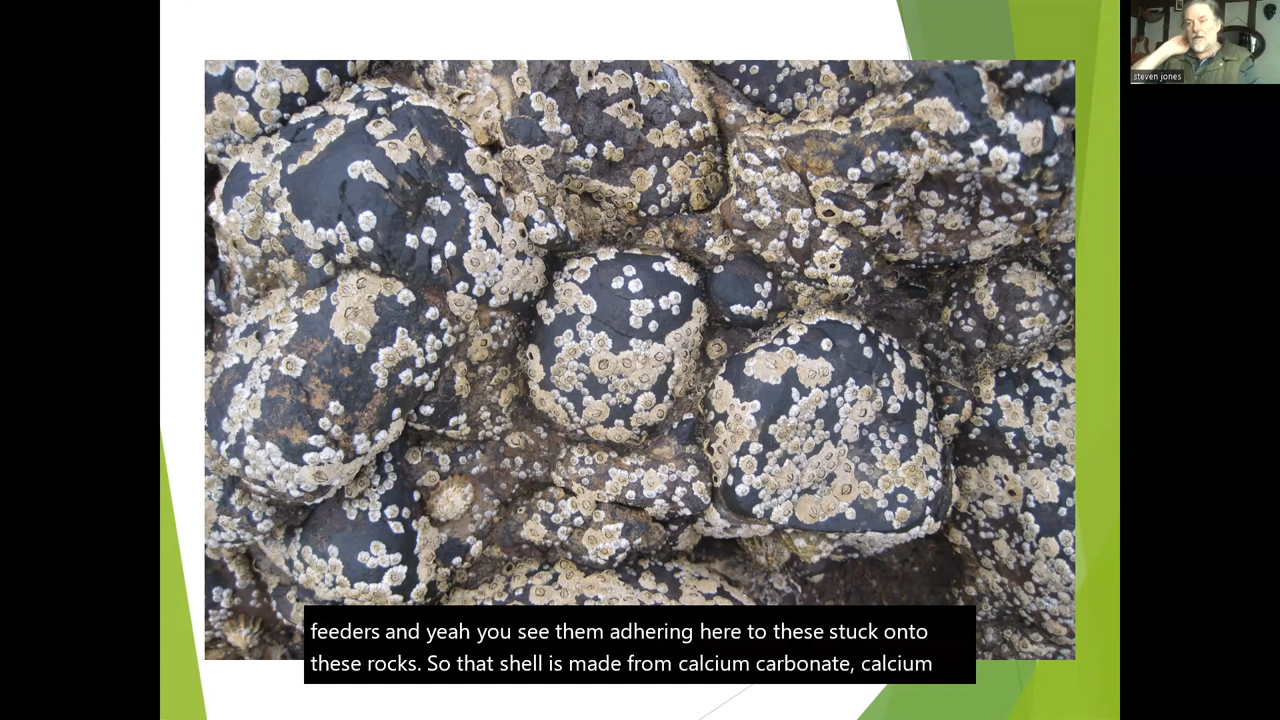 steven jones
feeders and yeah you see them adhering here to these stuck onto
these rocks. So that shell is made from calcium carbonate, calcium